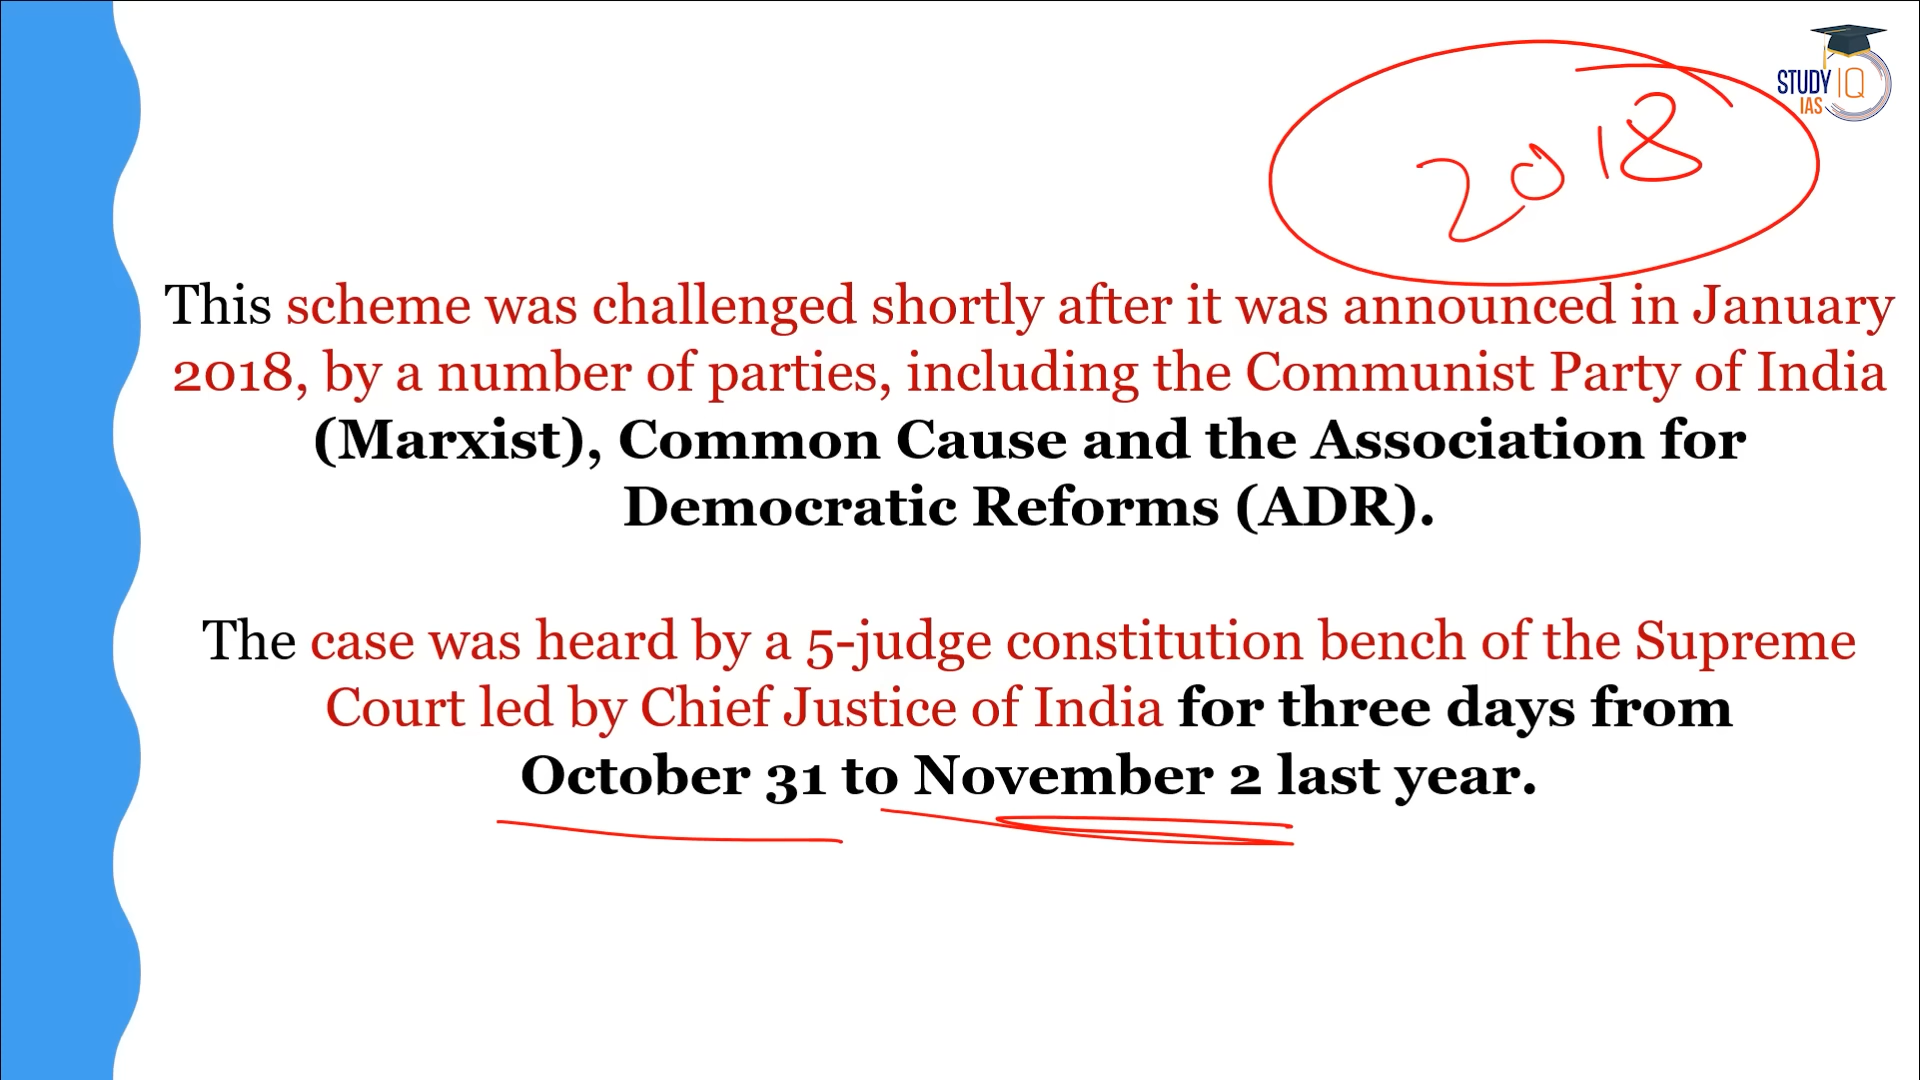 2018
STUDY IQ
IAS
This scheme was challenged shortly after it was announced in January
2018, by a number of parties, including the Communist Party of India
(Marxist), Common Cause and the Association for
Democratic Reforms (ADR).
The case was heard by a 5-judge constitution bench of the Supreme
Court led by Chief Justice of India for three days from
October 31 to November 2 last year.